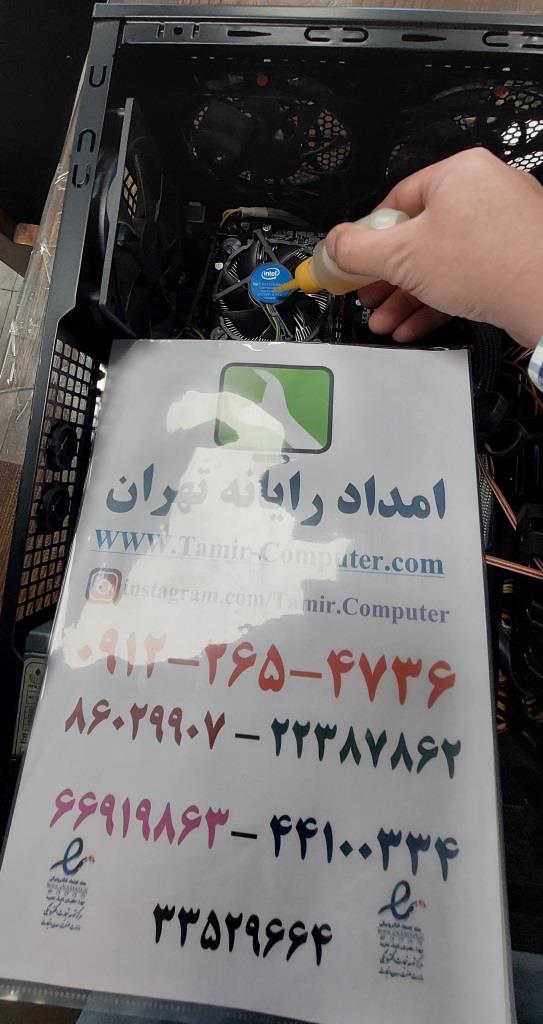 intel
امداد رایانه تهران
WWW.Tamir-Computer.com
instagram.com/Tamir.Computer
۰۹۱۲-۲۶۵-۴۷۳۶
۸۶۰۲۹۹۰۷ - ۲۲۳۸۷۸۶۲
۶۶۹۱۹۸۶۳ - ۴۴۱۰۰۳۳۴
۳۳۵۲۹۶۶۴